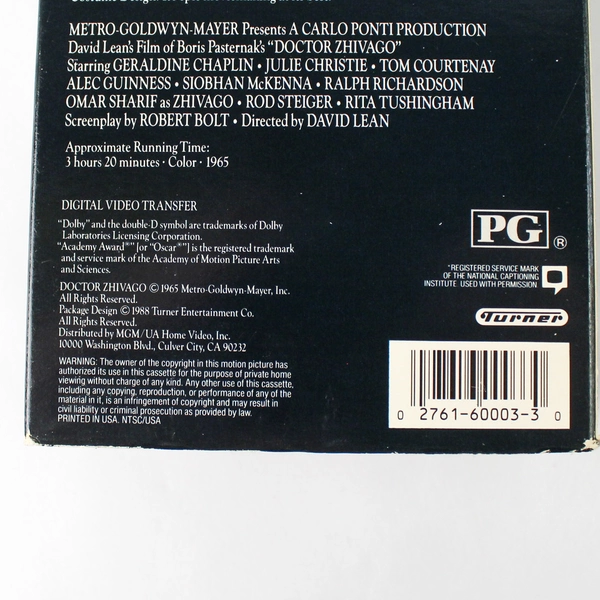 METRO-GOLDWYN-MAYER Presents A CARLO PONTI PRODUCTION
David Lean's Film of Boris Pasternak's "DOCTOR ZHIVAGO"
Starring GERALDINE CHAPLIN • JULIE CHRISTIE • TOM COURTENAY
ALEC GUINNESS • SIOBHAN McKENNA • RALPH RICHARDSON
OMAR SHARIF as ZHIVAGO • ROD STEIGER • RITA TUSHINGHAM
Screenplay by ROBERT BOLT • Directed by DAVID LEAN
Approximate Running Time:
3 hours 20 minutes · Color · 1965
DIGITAL VIDEO TRANSFER
"Dolby" and the double-D symbol are trademarks of Dolby
Laboratories Licensing Corporation.
"Academy Award®" [or "Oscar®"] is the registered trademark
and service mark of the Academy of Motion Picture Arts
and Sciences.
DOCTOR ZHIVAGO © 1965 Metro-Goldwyn-Mayer, Inc.
All Rights Reserved.
Package Design © 1988 Turner Entertainment Co.
All Rights Reserved.
Distributed by MGM/UA Home Video, Inc.
10000 Washington Blvd., Culver City, CA 90232
WARNING: The owner of the copyright in this motion picture has
authorized its use in this cassette for the purpose of private home
viewing without charge of any kind. Any other use of this cassette,
including any copying, reproduction, or performance of any of the
material in it, is an infringement of copyright and may result in
civil liability or criminal prosecution as provided by law.
PRINTED IN USA. NTSC/USA
PG ®
*REGISTERED SERVICE MARK
OF THE NATIONAL CAPTIONING
INSTITUTE USED WITH PERMISSION
Turner
0 2761-60003-3 0